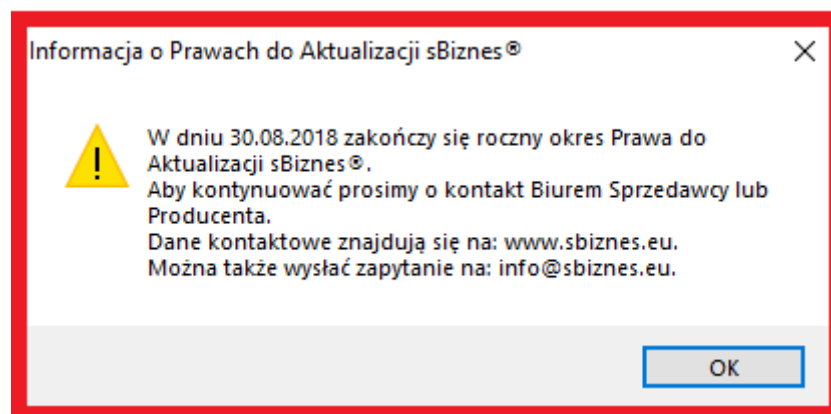 Informacja o Prawach do Aktualizacji sBiznes®
W dniu 30.08.2018 zakończy się roczny okres Prawa do
Aktualizacji sBiznes®.
Aby kontynuować prosimy o kontakt Biurem Sprzedawcy lub
Producenta.
Dane kontaktowe znajdują się na: www.sbiznes.eu.
Można także wysłać zapytanie na: info@sbiznes.eu.
OK